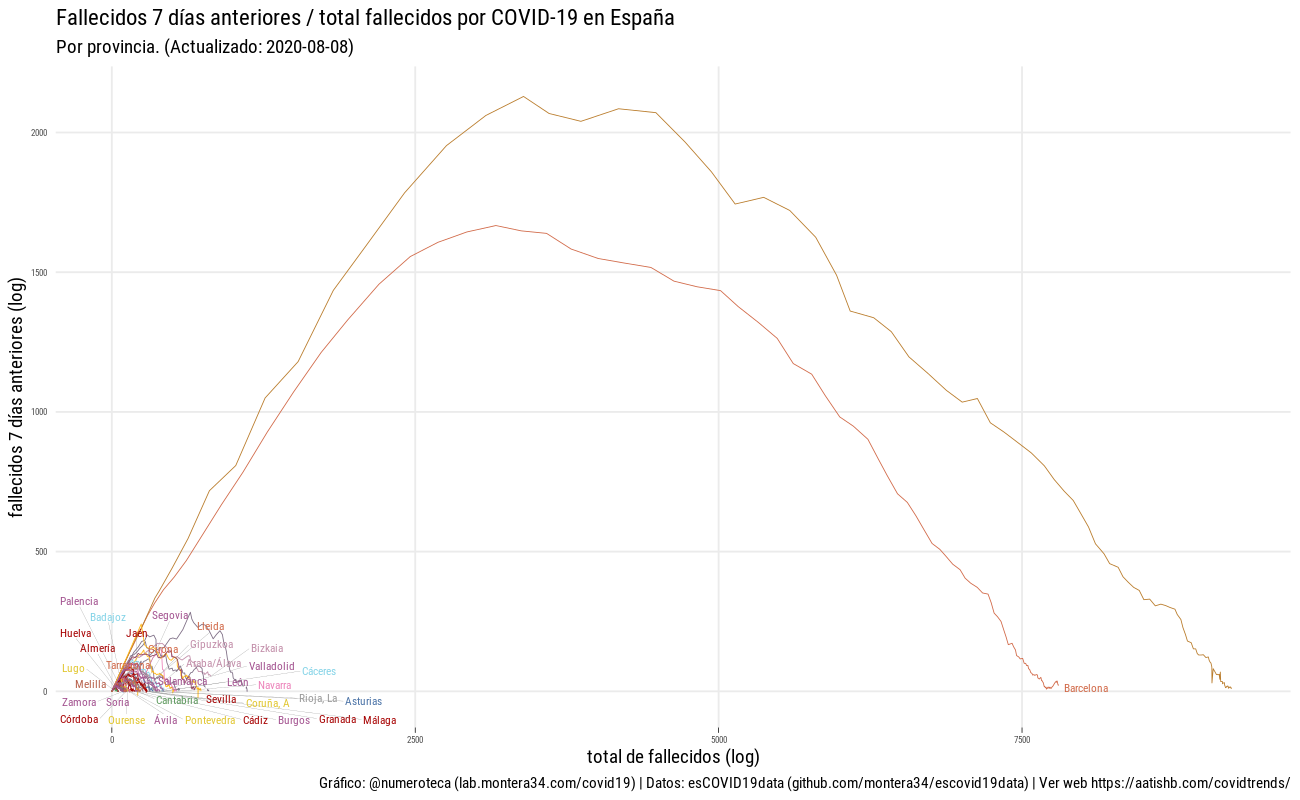 Fallecidos 7 días anteriores / total fallecidos por COVID-19 en España
Por provincia. (Actualizado: 2020-08-08)
fallecidos 7 días anteriores (log)
2000
1500
1000
500
0
Palencia
Badajoz
Segovia
Huelva
Jaén
Lleida
Almería
Girona
Gipuzkoa
Bizkaia
Lugo
Tarragona
Araba/Álava
Valladolid
Cáceres
Melilla
Salamanca
León
Navarra
Barcelona
Zamora
Soria
Cantabria
Sevilla
Coruña, A
Rioja, La
Asturias
Córdoba
Ourense
Ávila
Pontevedra
Cádiz
Burgos
Granada
Málaga
0
2500
5000
7500
total de fallecidos (log)
Gráfico: @numeroteca (lab.montera34.com/covid19) | Datos: esCOVID19data (github.com/montera34/escovid19data) | Ver web https://aatishb.com/covidtrends/